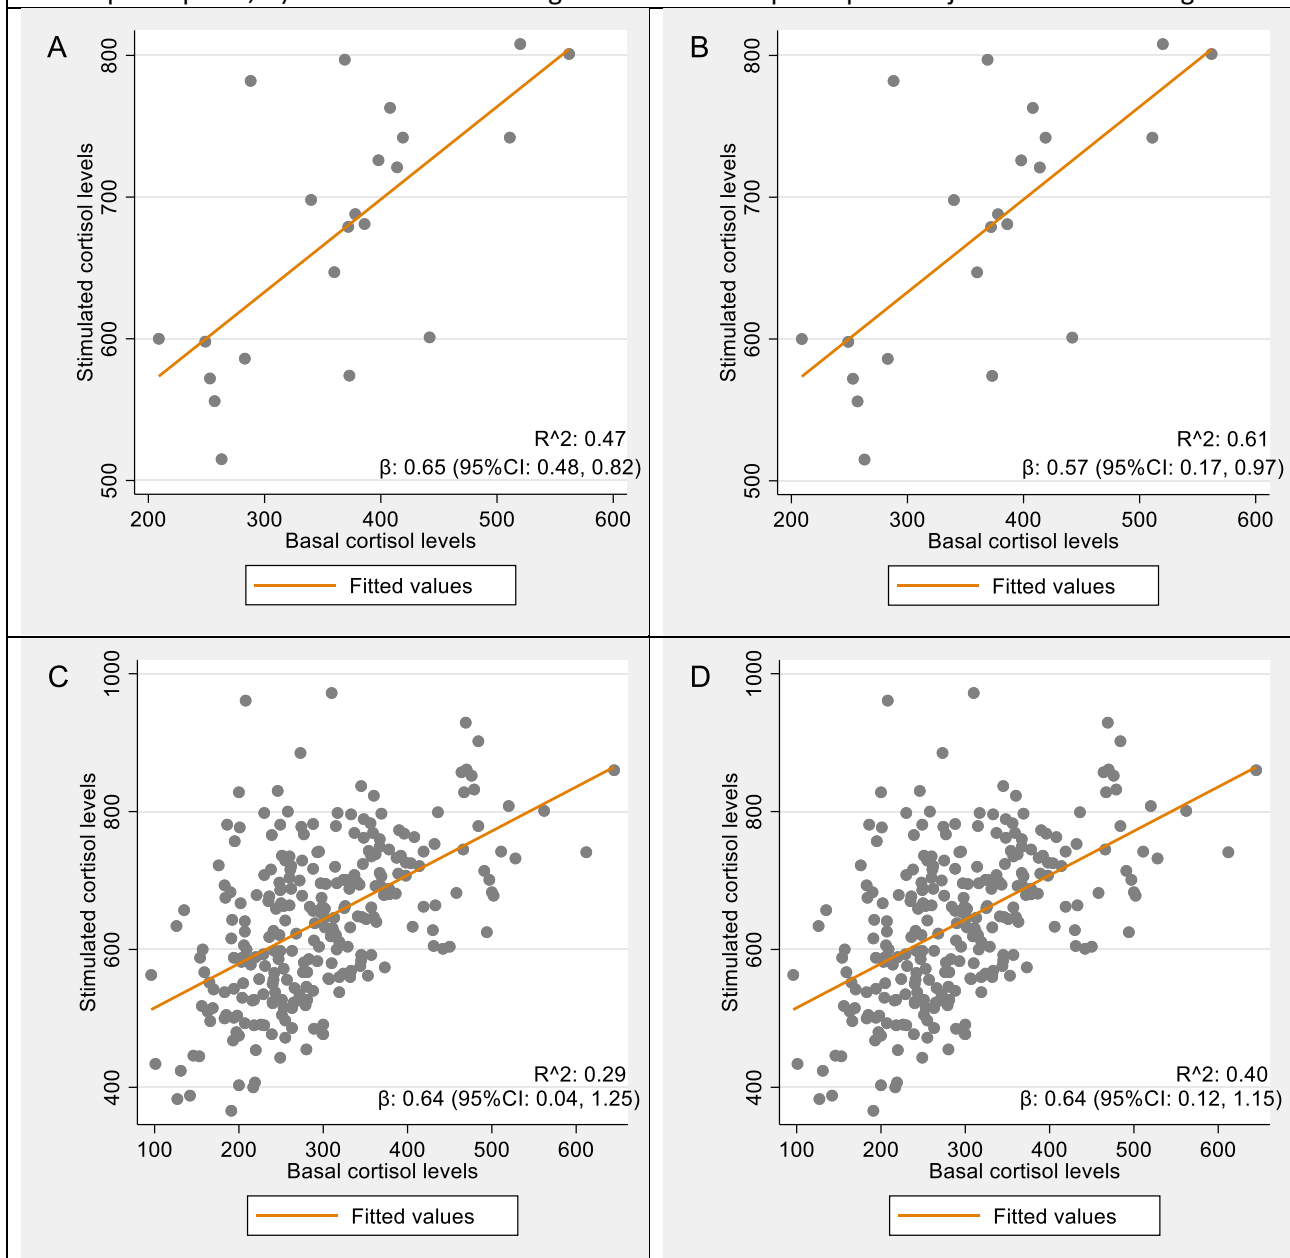 A
800
700
600
500
Stimulated cortisol levels
R^2: 0.47
β: 0.65 (95%CI: 0.48, 0.82)
200 300 400 500 600
Basal cortisol levels
Fitted values
B
800
700
600
500
Stimulated cortisol levels
R^2: 0.61
β: 0.57 (95%CI: 0.17, 0.97)
200 300 400 500 600
Basal cortisol levels
Fitted values
C
1000
800
600
400
Stimulated cortisol levels
R^2: 0.29
β: 0.64 (95%CI: 0.04, 1.25)
100 200 300 400 500 600
Basal cortisol levels
Fitted values
D
1000
800
600
400
Stimulated cortisol levels
R^2: 0.40
β: 0.64 (95%CI: 0.12, 1.15)
100 200 300 400 500 600
Basal cortisol levels
Fitted values